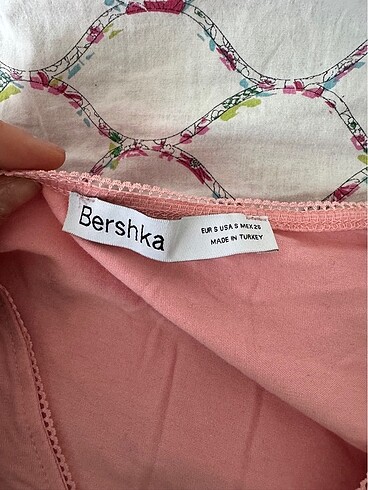 Bershka
EUR S USA S MEX 26
MADE IN TURKEY